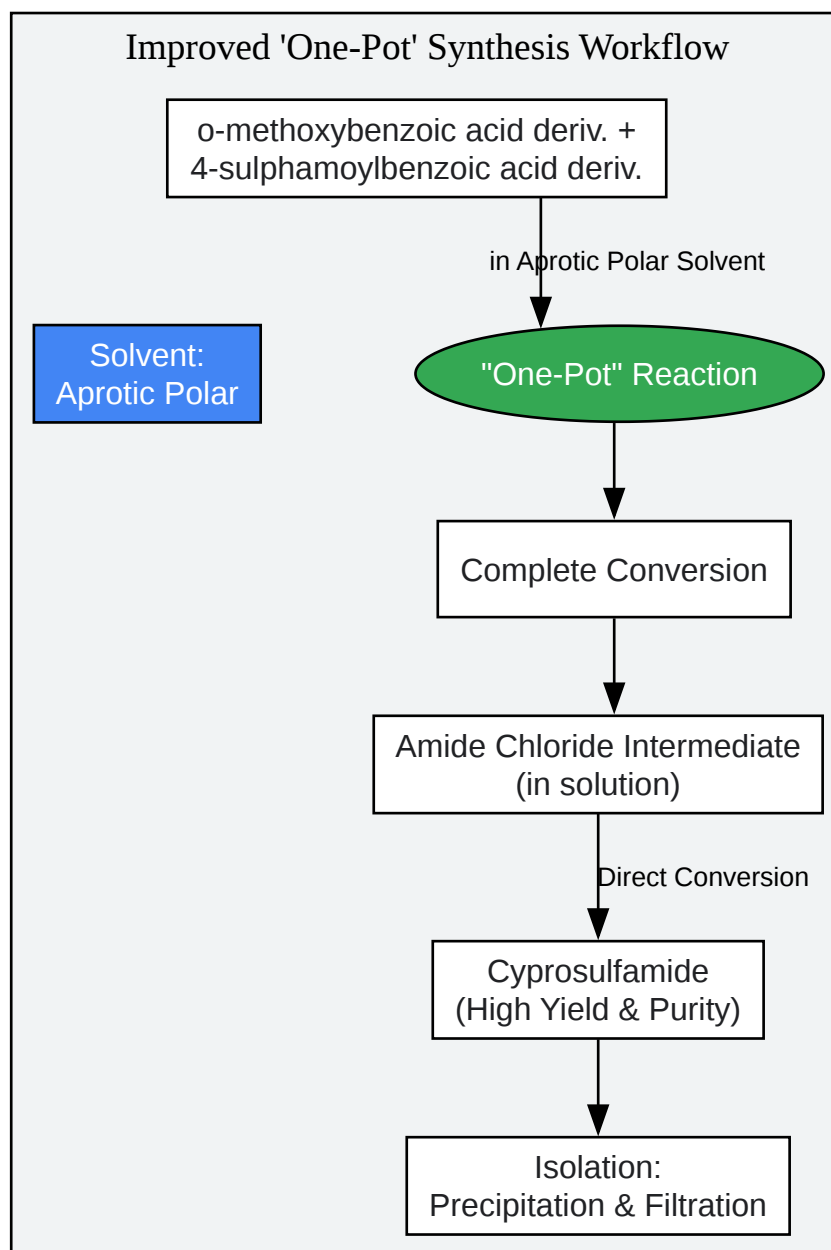 Improved 'One-Pot' Synthesis Workflow
o-methoxybenzoic acid deriv. +
4-sulphamoylbenzoic acid deriv.
in Aprotic Polar Solvent
Solvent:
Aprotic Polar
"One-Pot" Reaction
Complete Conversion
Amide Chloride Intermediate
(in solution)
Direct Conversion
Cyprosulfamide
(High Yield & Purity)
Isolation:
Precipitation & Filtration